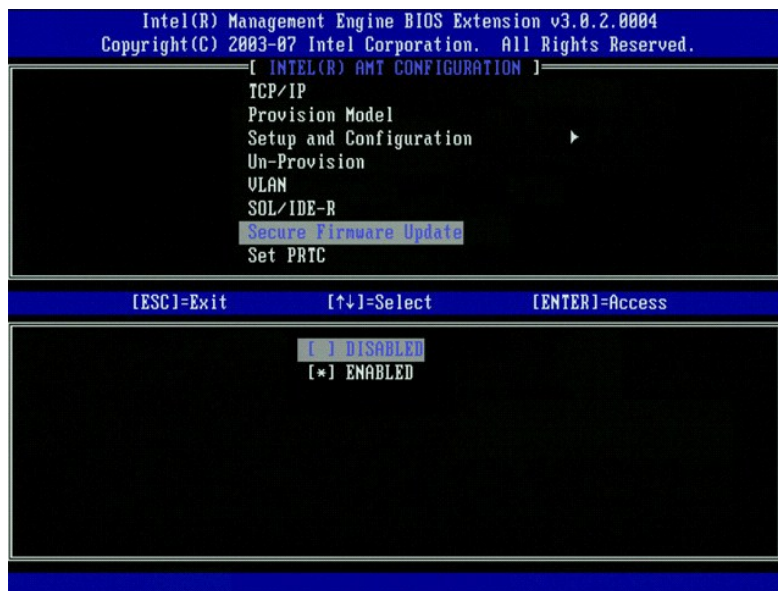 Intel(R) Management Engine BIOS Extension v3.0.2.0004
Copyright(C) 2003-07 Intel Corporation. All Rights Reserved.
[ INTEL(R) AMT CONFIGURATION ]
TCP/IP
Provision Model
Setup and Configuration ►
Un-Provision
VLAN
SOL/IDE-R
Secure Firmware Update
Set PRTC
[ESC]=Exit [↑↓]=Select [ENTER]=Access
[ ] DISABLED
[*] ENABLED